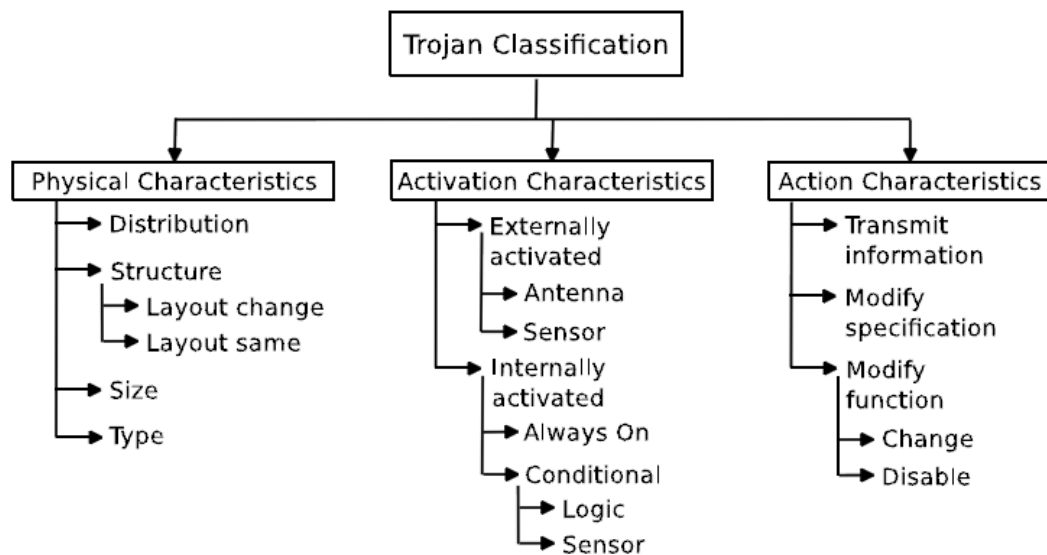 Trojan Classification
Physical Characteristics
Distribution
Structure
Layout change
Layout same
Size
Type
Activation Characteristics
Externally
activated
Antenna
Sensor
Internally
activated
Always On
Conditional
Logic
Sensor
Action Characteristics
Transmit
information
Modify
specification
Modify
function
Change
Disable